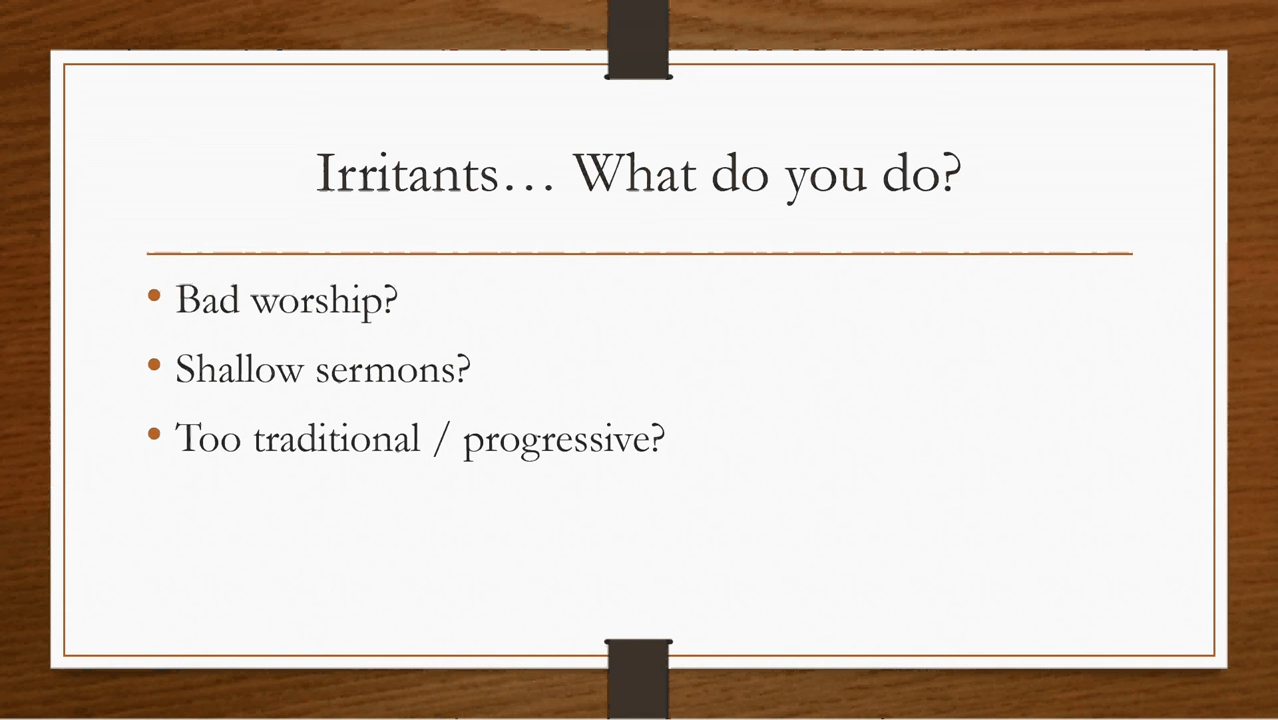 Irritants… What do you do?
• Bad worship?
• Shallow sermons?
• Too traditional / progressive?